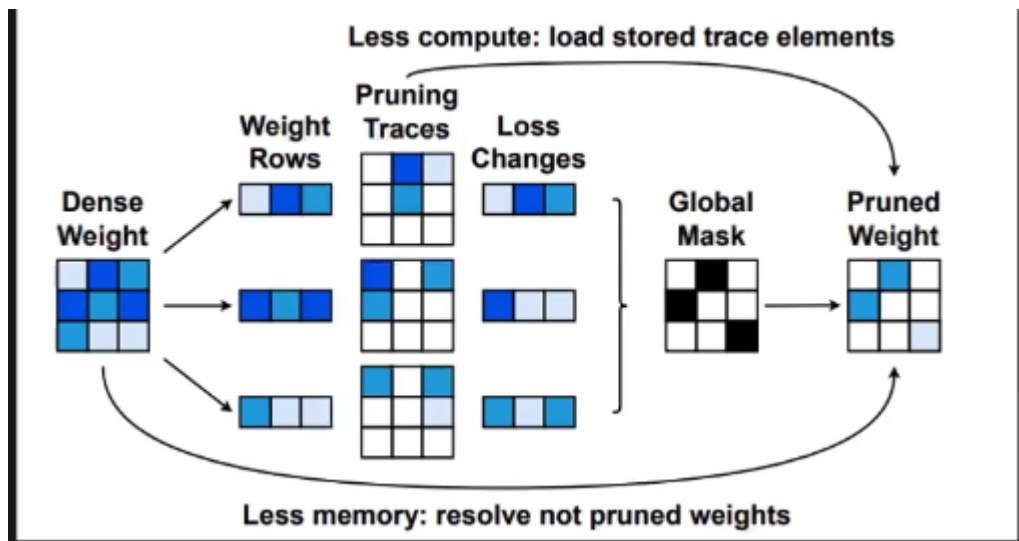 Less compute: load stored trace elements
Pruning
Traces
Weight
Rows
Loss
Changes
Dense
Weight
Global
Mask
Pruned
Weight
Less memory: resolve not pruned weights